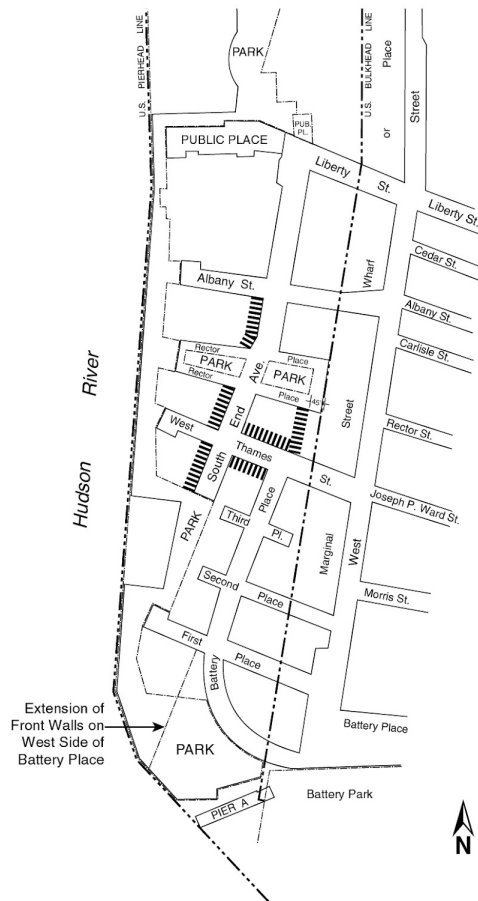 U.S. PIERHEAD LINE
PARK
U.S. BULKHEAD LINE
Place
or
Street
PUBLIC PLACE
PUB.
PL.
Liberty
St.
Liberty St.
Cedar St.
Wharf
Albany St.
Albany St.
Carlisle St.
Rector
PARK
Rector
Ave.
Place
PARK
Place
45'
River
Hudson
End
South
Street
Rector St.
West
Thames
St.
Place
Joseph P. Ward St.
PARK
Third
Pl.
Marginal
West
Second
Place
Morris St.
First
Place
Battery
Battery Place
Extension of
Front Walls on
West Side of
Battery Place
PARK
PIER A
Battery Park
N